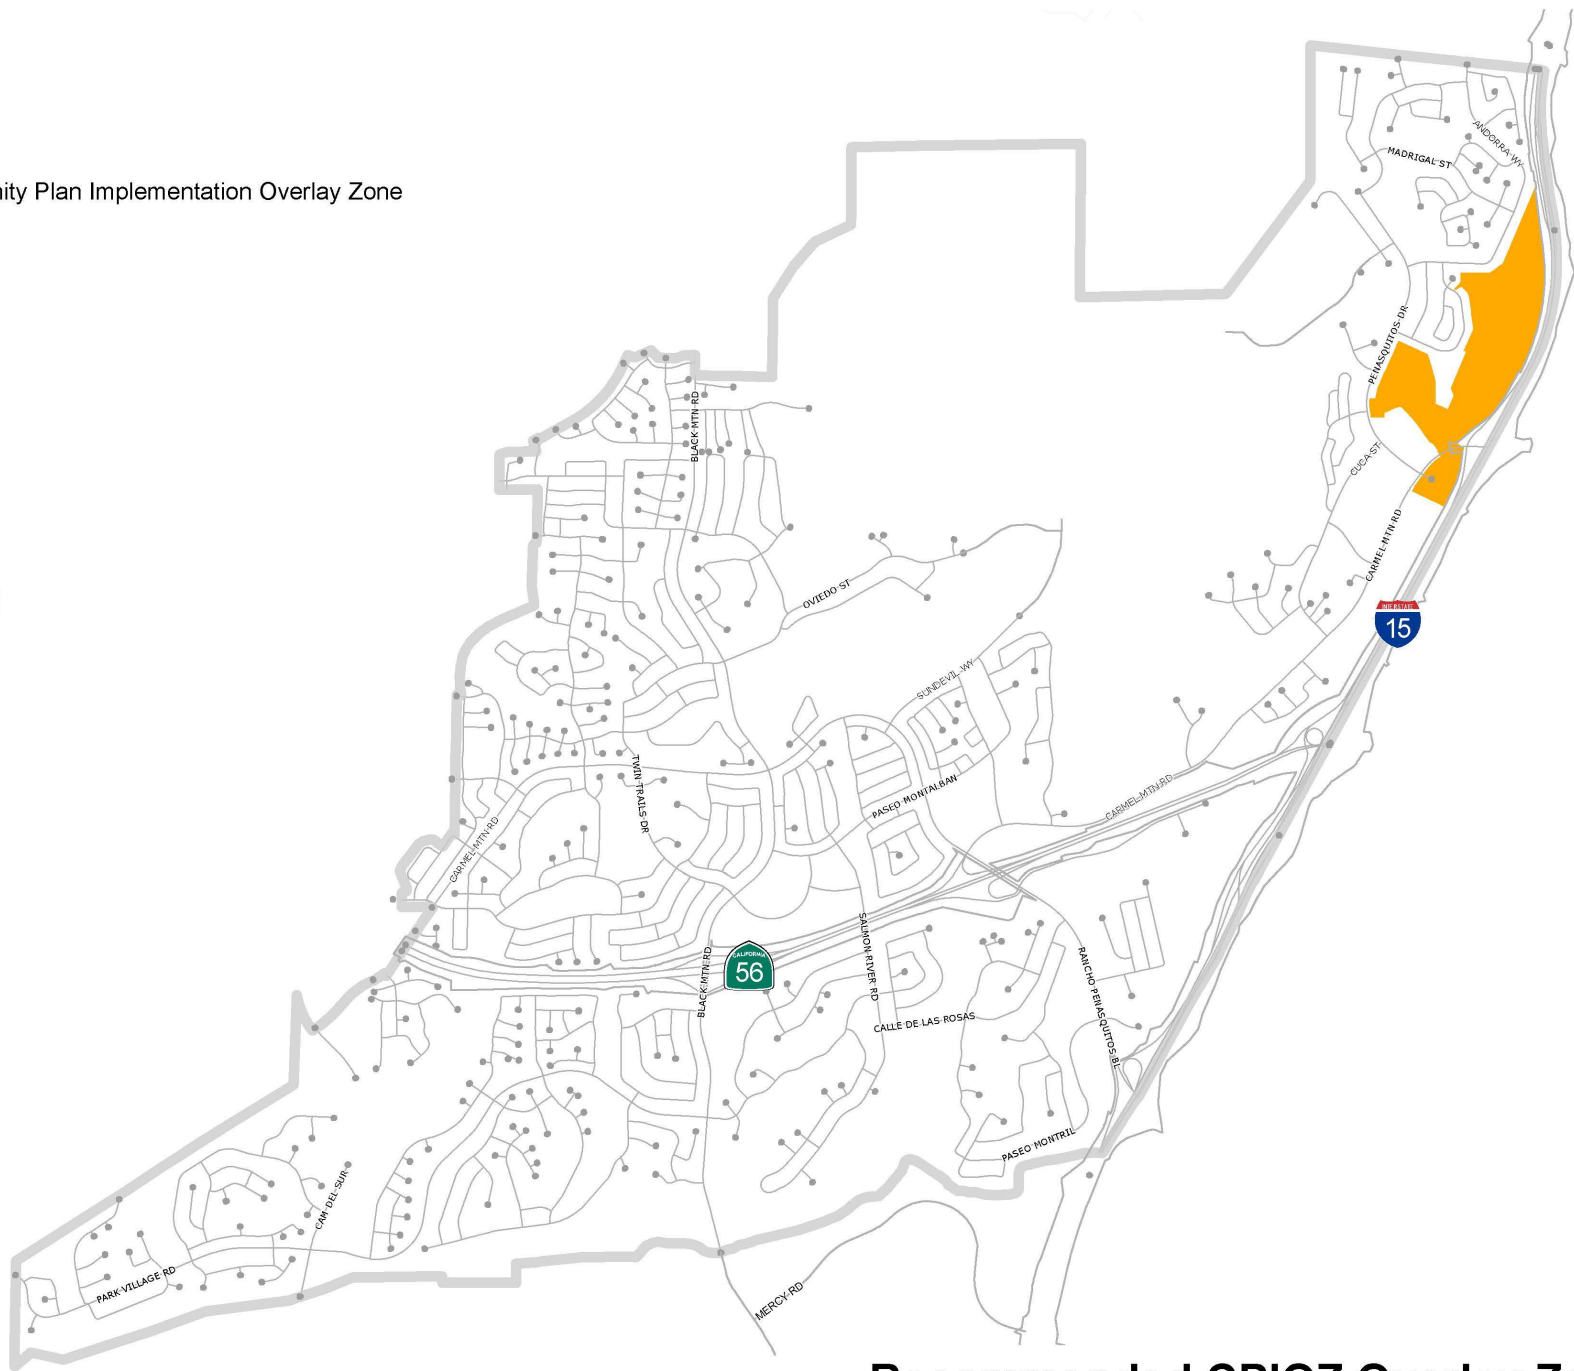 ity Plan Implementation Overlay Zone
ANDORRA WY
MADRIGAL ST
PENASQUITOS DR
CUCA ST
CARMEL MTN RD
BLACK MTN RD
OVIEDO ST
INTERSTATE
15
SUNDEVIL WY
TWIN TRAILS DR
PASEO MONTALBAN
CARMEL MTN RD
CARMEL MTN RD
SALMON RIVER RD
BLACK MTN RD
CALIFORNIA
56
RANCHO PENASQUITOS BL
CALLE DE LAS ROSAS
PASEO MONTRIL
CAM DEL SUR
PARK VILLAGE RD
MERCY RD